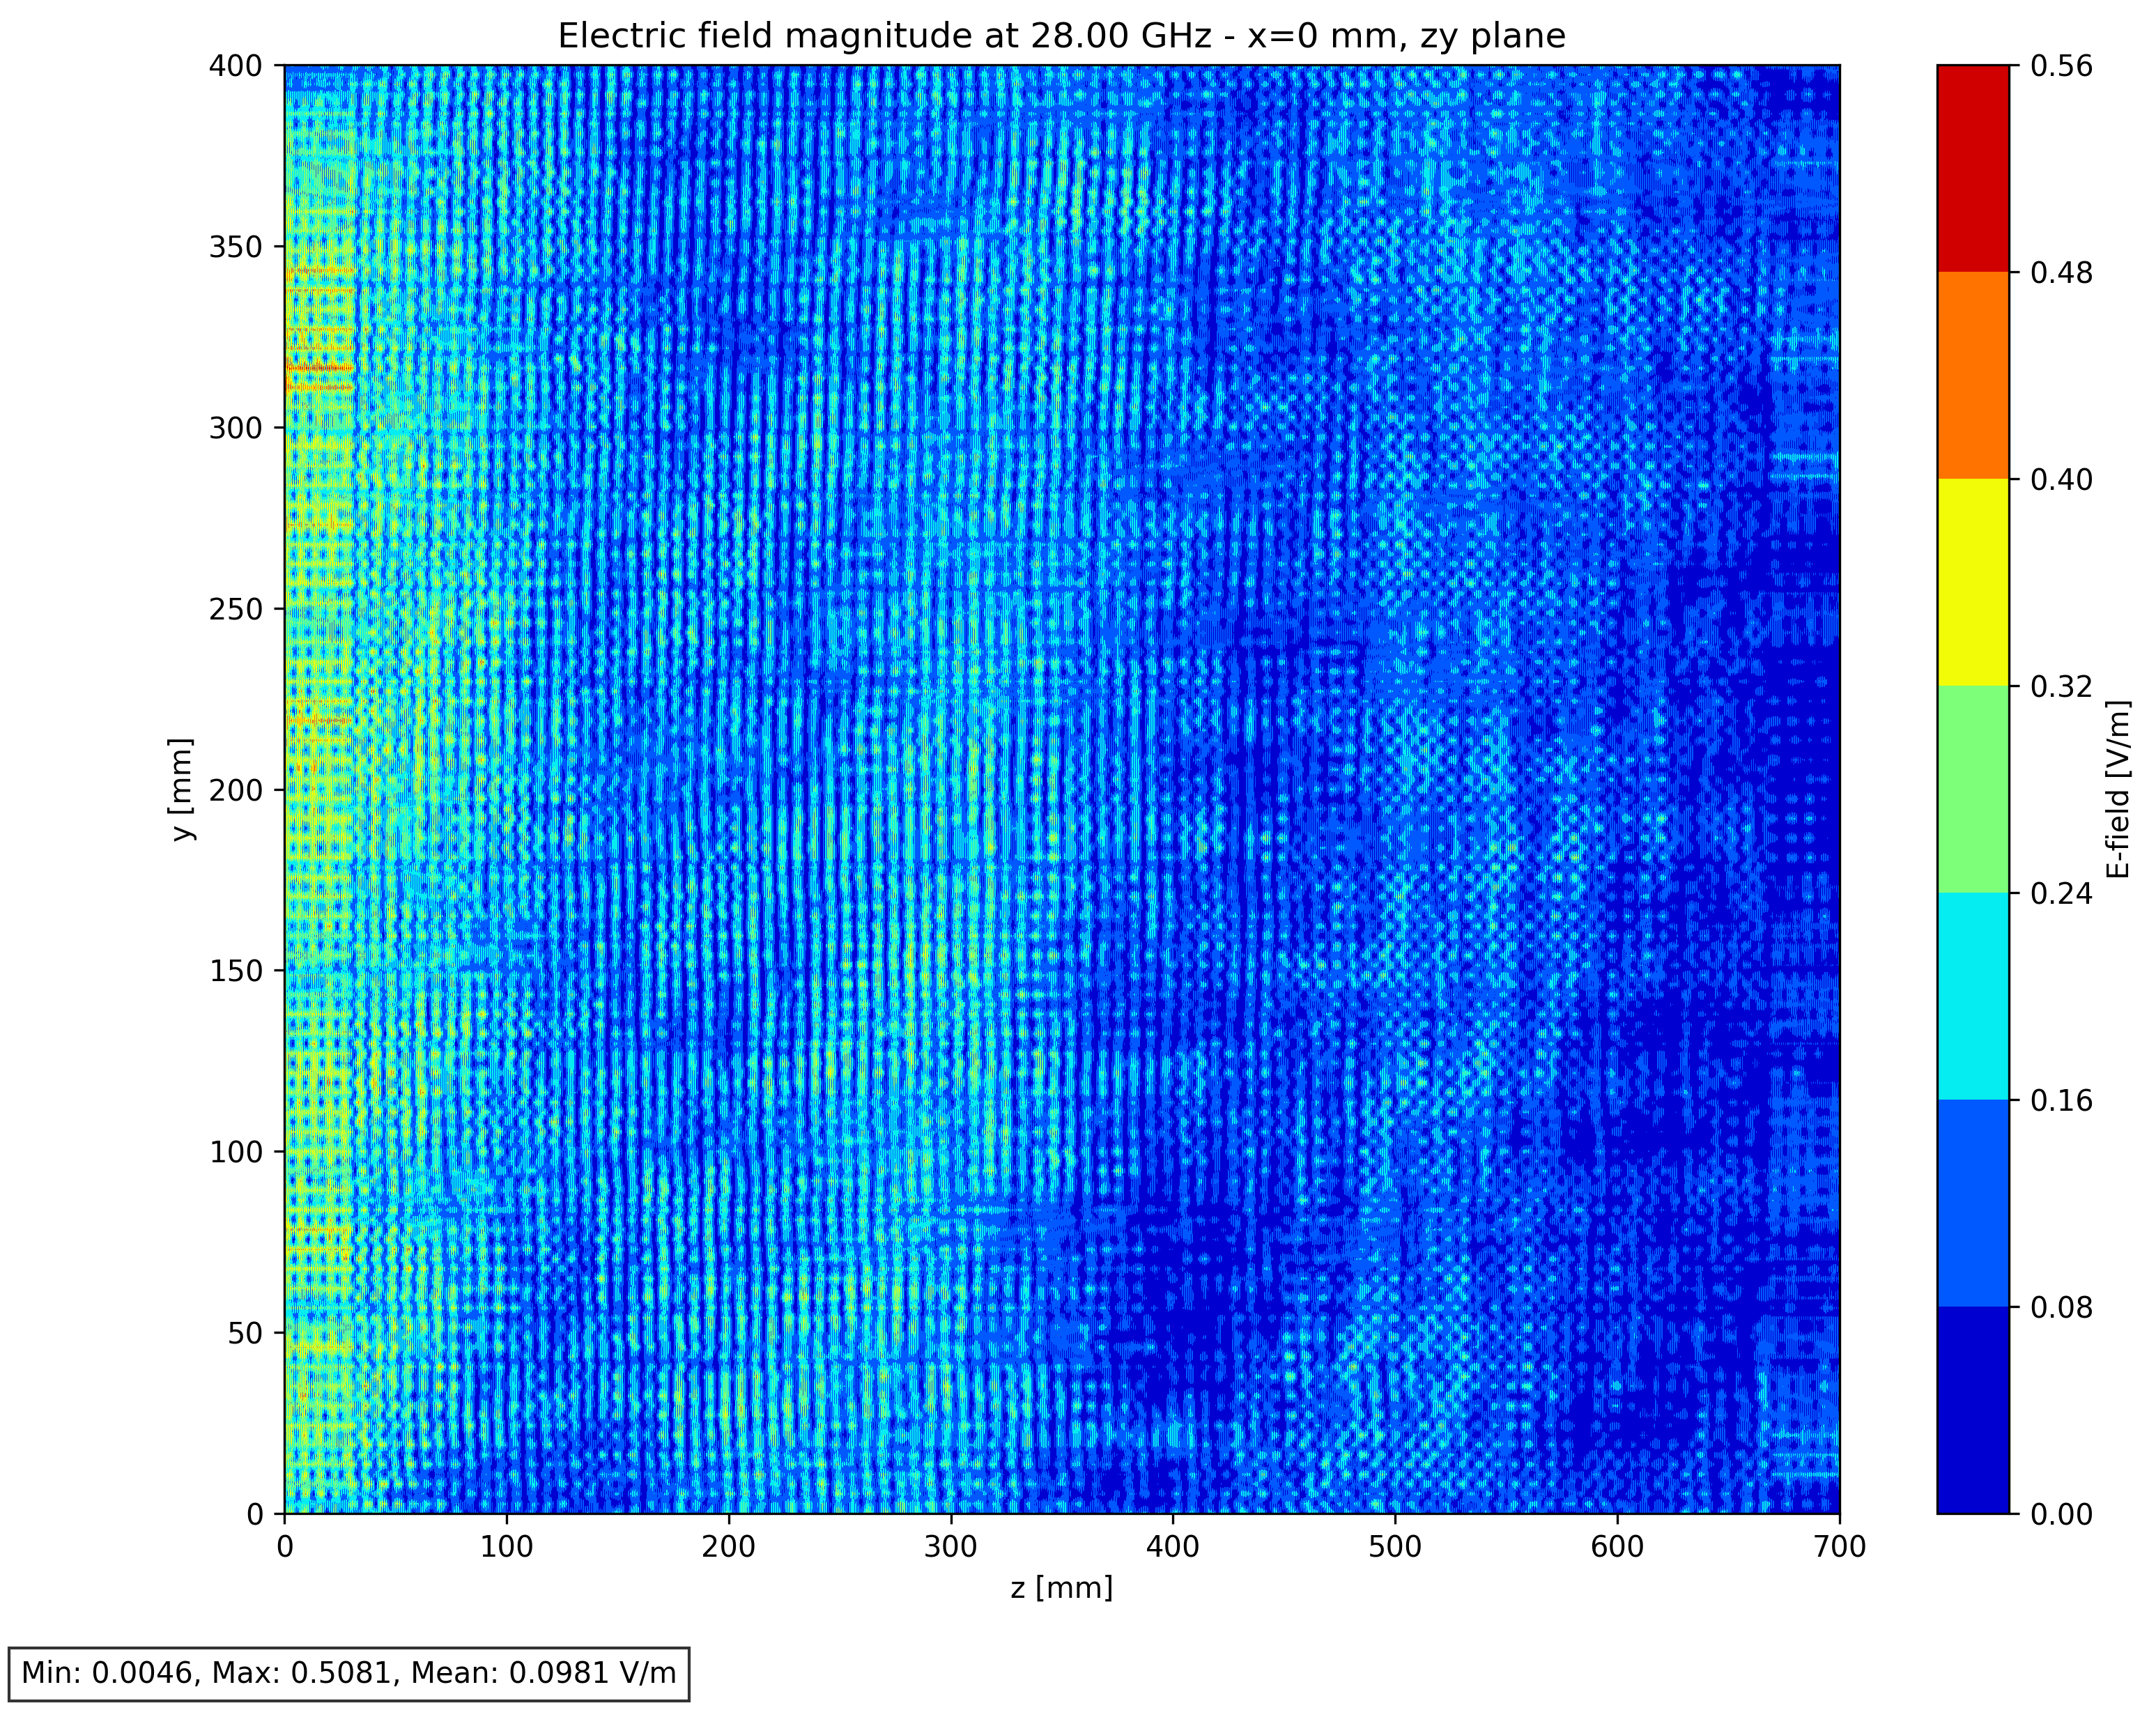 Electric field magnitude at 28.00 GHz - x=0 mm, zy plane
400
350
300
250
200
150
100
50
0
y [mm]
0 100 200 300 400 500 600 700
z [mm]
0.56
0.48
0.40
0.32
0.24
0.16
0.08
0.00
E-field [V/m]
Min: 0.0046, Max: 0.5081, Mean: 0.0981 V/m